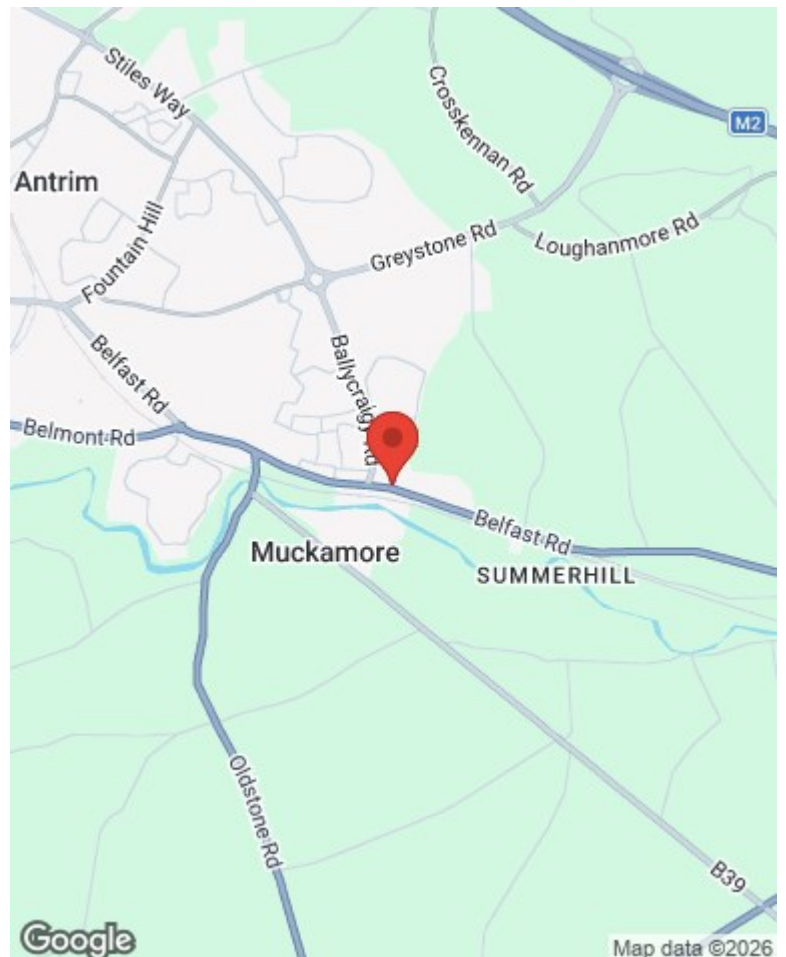 Stiles Way
Crosskennan Rd
M2
Antrim
Fountain Hill
Greystone Rd
Loughanmore Rd
Belfast Rd
Ballycraigy Rd
Belmont Rd
Belfast Rd
Muckamore
SUMMERHILL
Oldstone Rd
B39
Google
Map data ©2026